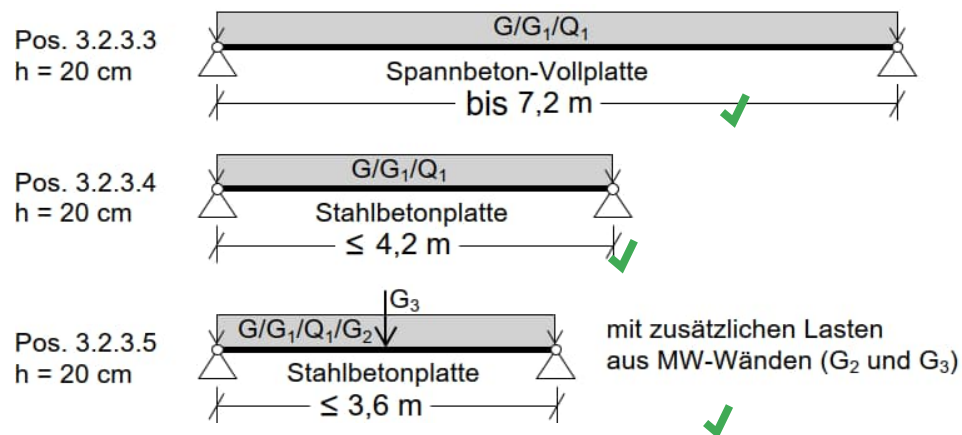 G/G₁/Q₁
Pos. 3.2.3.3
h = 20 cm
Spannbeton-Vollplatte
bis 7,2 m
G/G₁/Q₁
Pos. 3.2.3.4
h = 20 cm
Stahlbetonplatte
≤ 4,2 m
G₃
G/G₁/Q₁/G₂
Pos. 3.2.3.5
h = 20 cm
Stahlbetonplatte
≤ 3,6 m
mit zusätzlichen Lasten
aus MW-Wänden (G₂ und G₃)